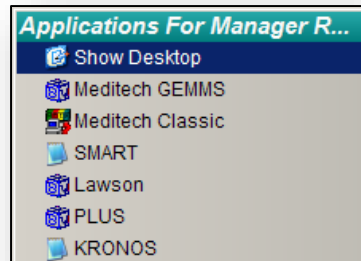 Applications For Manager R...
Show Desktop
Meditech GEMMS
Meditech Classic
SMART
Lawson
PLUS
KRONOS